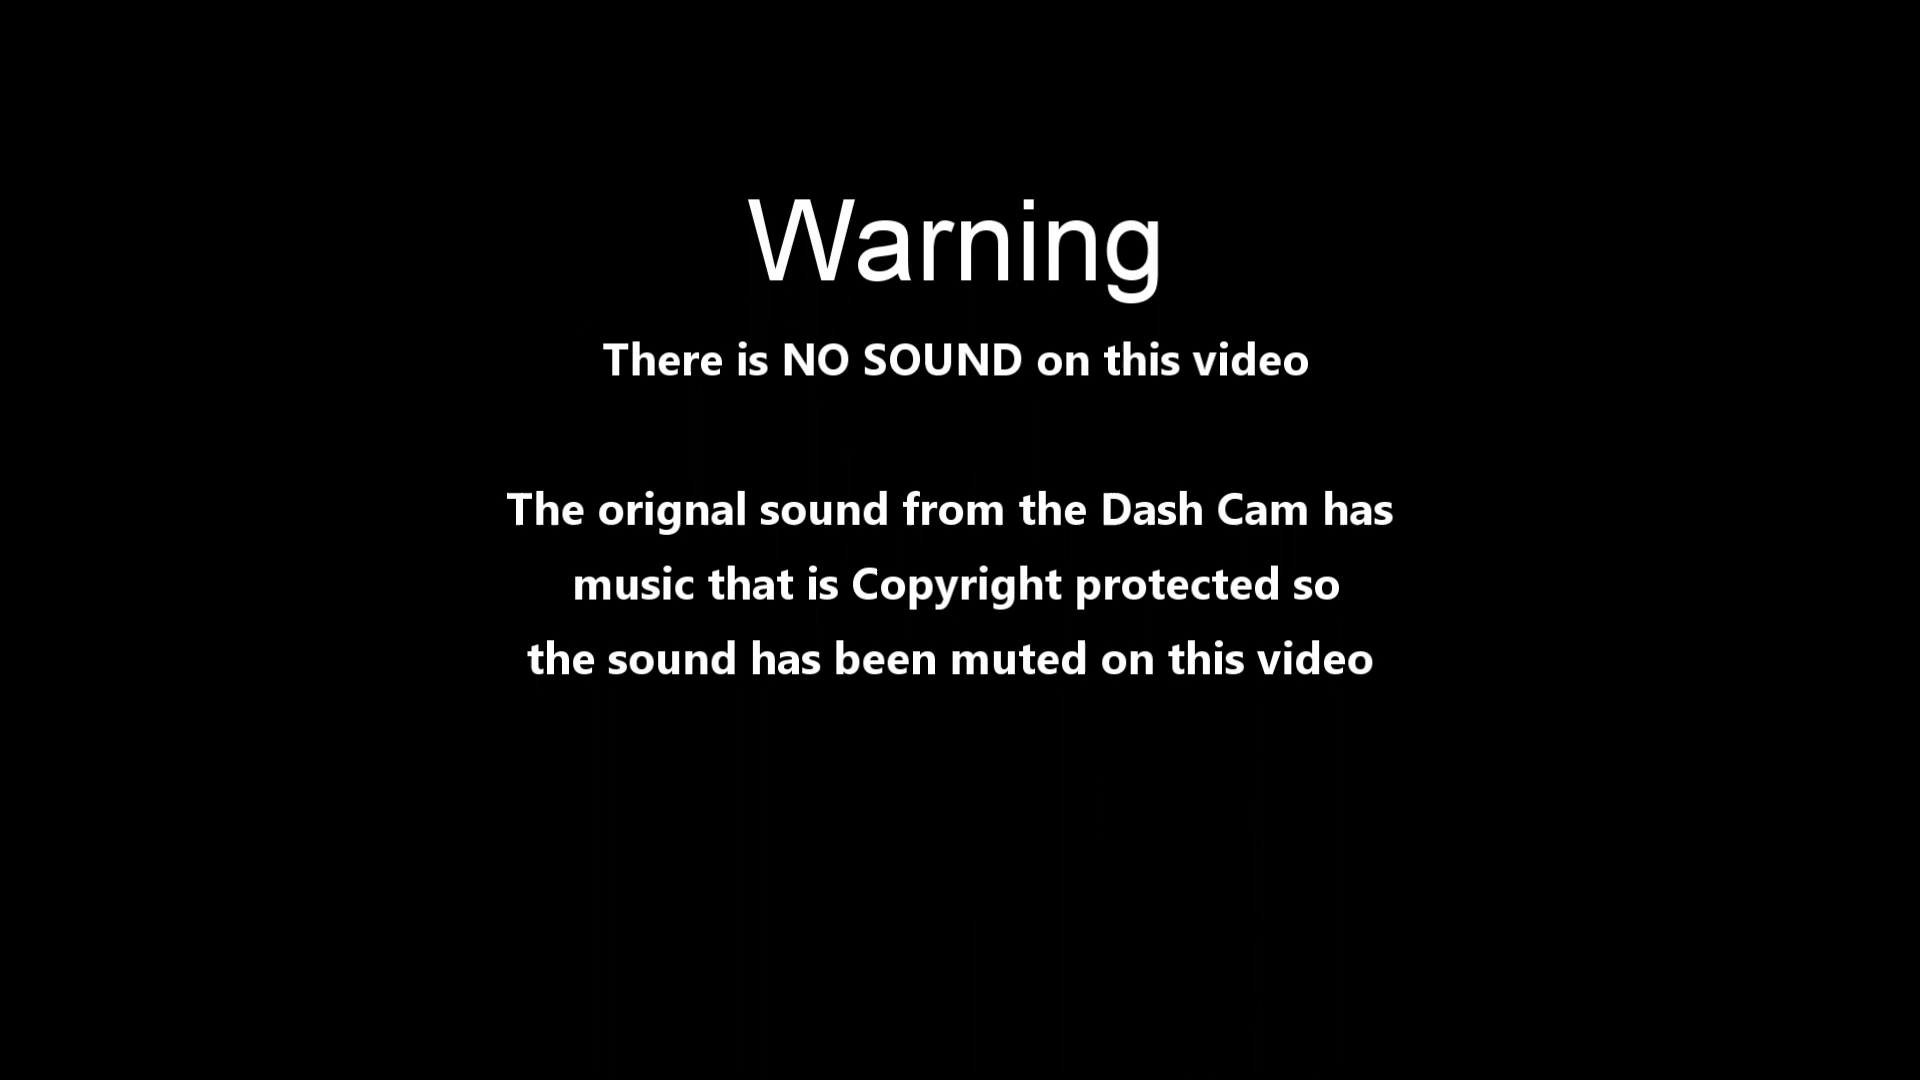 Warning
There is NO SOUND on this video
The orignal sound from the Dash Cam has
music that is Copyright protected so
the sound has been muted on this video